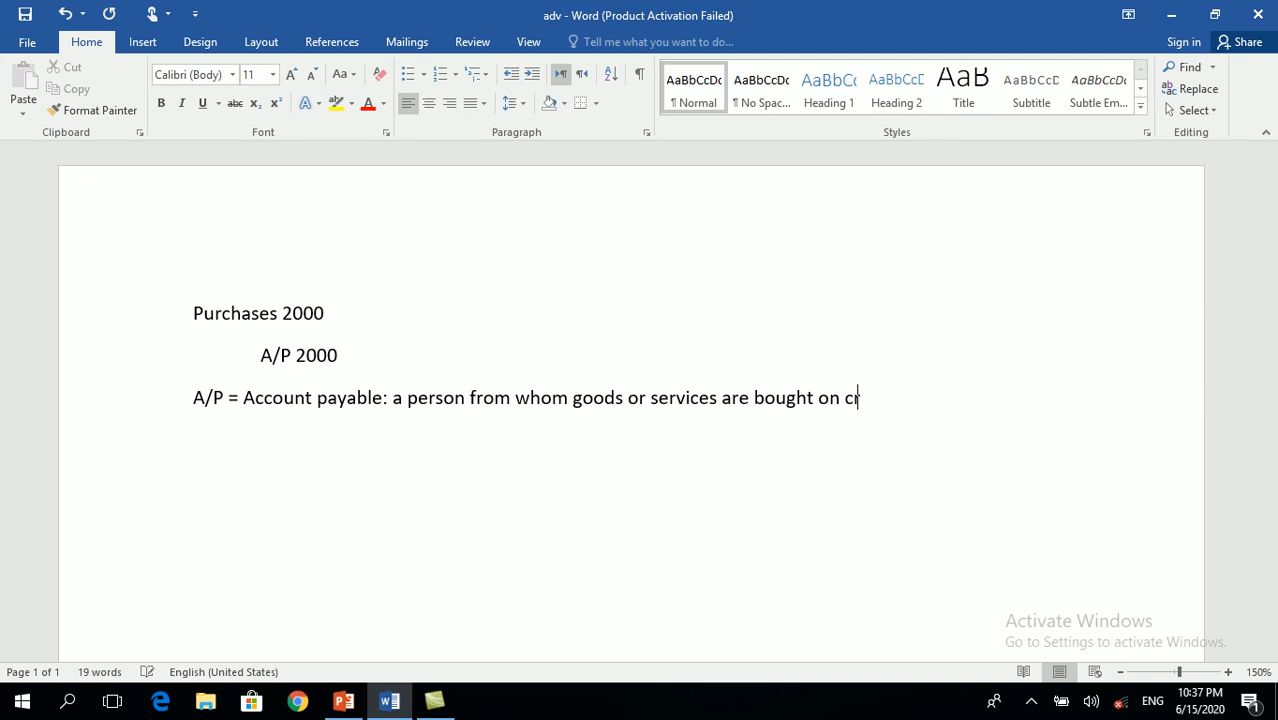 adv - Word (Product Activation Failed)
File Home Insert Design Layout References Mailings Review View Tell me what you want to do... Sign in Share
Paste
Cut
Copy
Format Painter
Calibri (Body) 11
AaBbCcDc ¶ Normal
AaBbCcDc ¶ No Spac...
AaBbCc Heading 1
AaBbCcD Heading 2
AaB Title
AaBbCcD Subtitle
AaBbCcDc Subtle Em...
Find
Replace
Select
Clipboard Font Paragraph Styles Editing
Purchases 2000
A/P 2000
A/P = Account payable: a person from whom goods or services are bought on cr
Activate Windows
Go to Settings to activate Windows.
Page 1 of 1 19 words English (United States) 150%
ENG
10:37 PM
6/15/2020
1